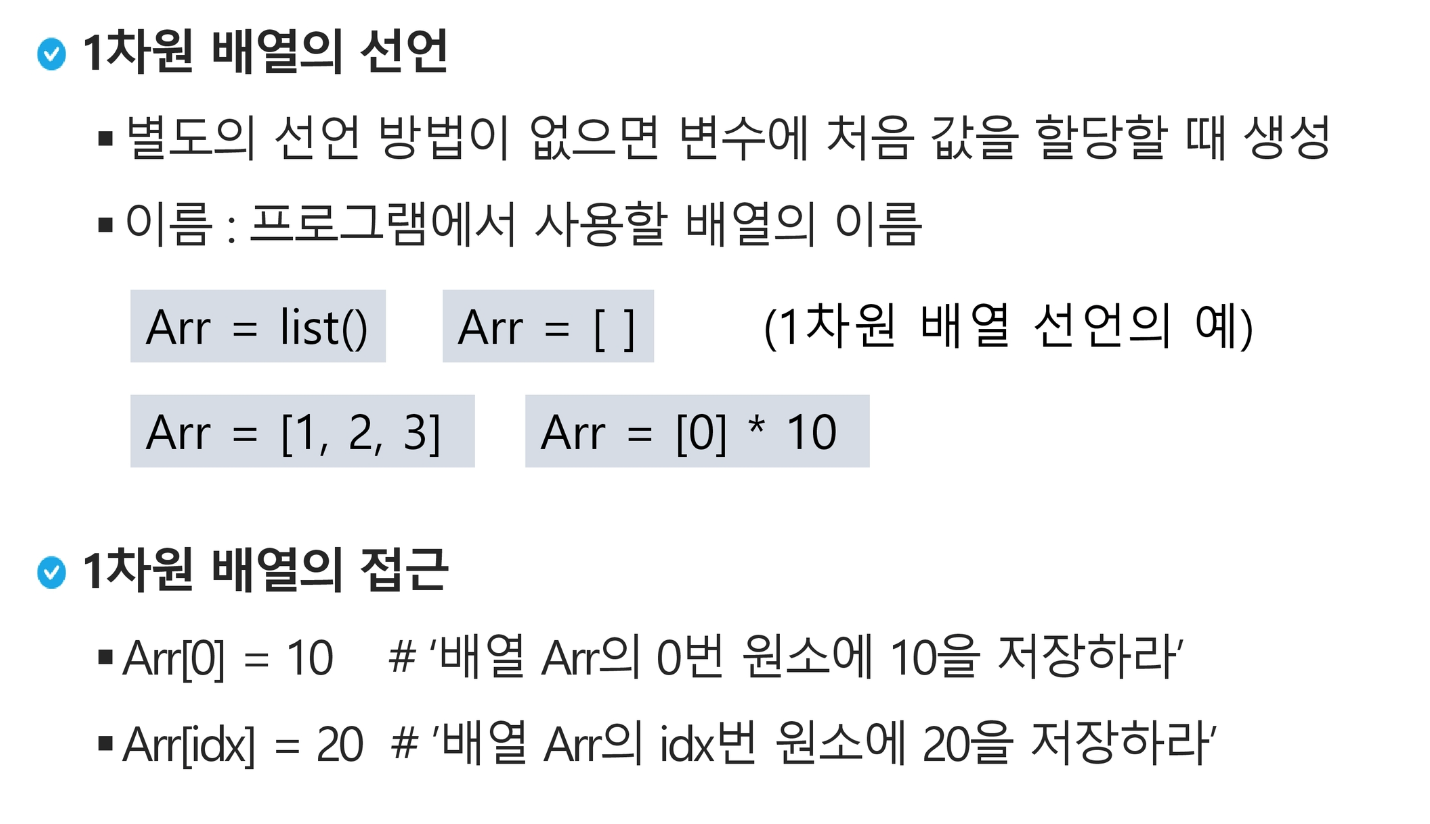 1차원 배열의 선언
별도의 선언 방법이 없으면 변수에 처음 값을 할당할 때 생성
이름 : 프로그램에서 사용할 배열의 이름
Arr = list() Arr = [ ] (1차원 배열 선언의 예)
Arr = [1, 2, 3] Arr = [0] * 10
1차원 배열의 접근
Arr[0] = 10 # ‘배열 Arr의 0번 원소에 10을 저장하라’
Arr[idx] = 20 # ’배열 Arr의 idx번 원소에 20을 저장하라’